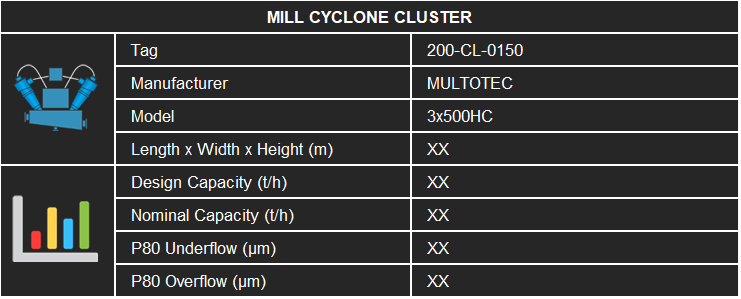 MILL CYCLONE CLUSTER
Tag 200-CL-0150
Manufacturer MULTOTEC
Model 3x500HC
Length x Width x Height (m) XX
Design Capacity (t/h) XX
Nominal Capacity (t/h) XX
P80 Underflow (µm) XX
P80 Overflow (µm) XX